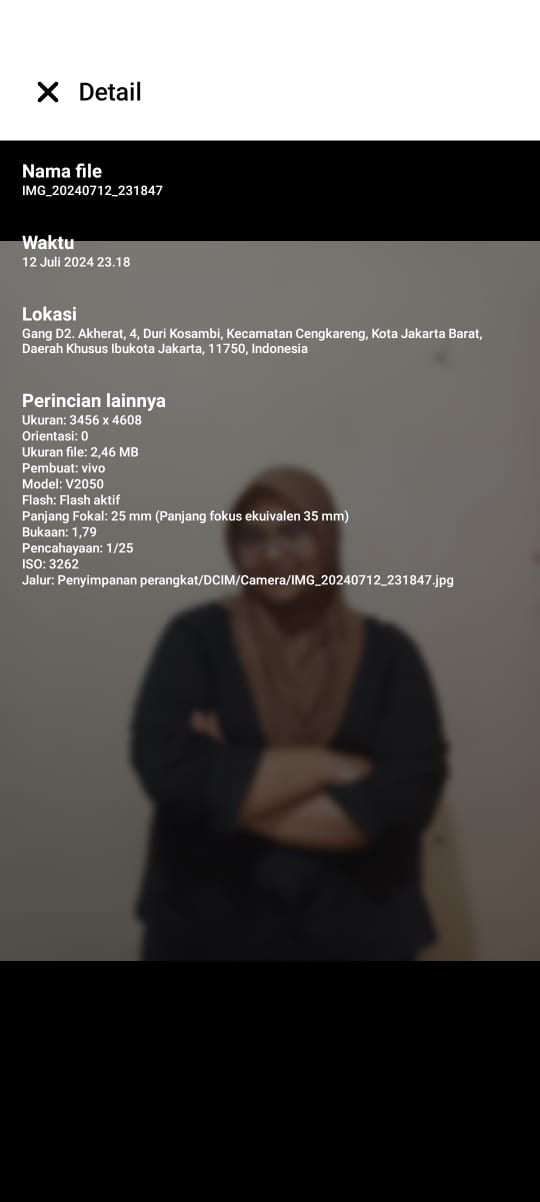 Detail
Nama file
IMG_20240712_231847
Waktu
12 Juli 2024 23.18
Lokasi
Gang D2. Akherat, 4, Duri Kosambi, Kecamatan Cengkareng, Kota Jakarta Barat,
Daerah Khusus Ibukota Jakarta, 11750, Indonesia
Perincian lainnya
Ukuran: 3456 x 4608
Orientasi: 0
Ukuran file: 2,46 MB
Pembuat: vivo
Model: V2050
Flash: Flash aktif
Panjang Fokal: 25 mm (Panjang fokus ekuivalen 35 mm)
Bukaan: 1,79
Pencahayaan: 1/25
ISO: 3262
Jalur: Penyimpanan perangkat/DCIM/Camera/IMG_20240712_231847.jpg